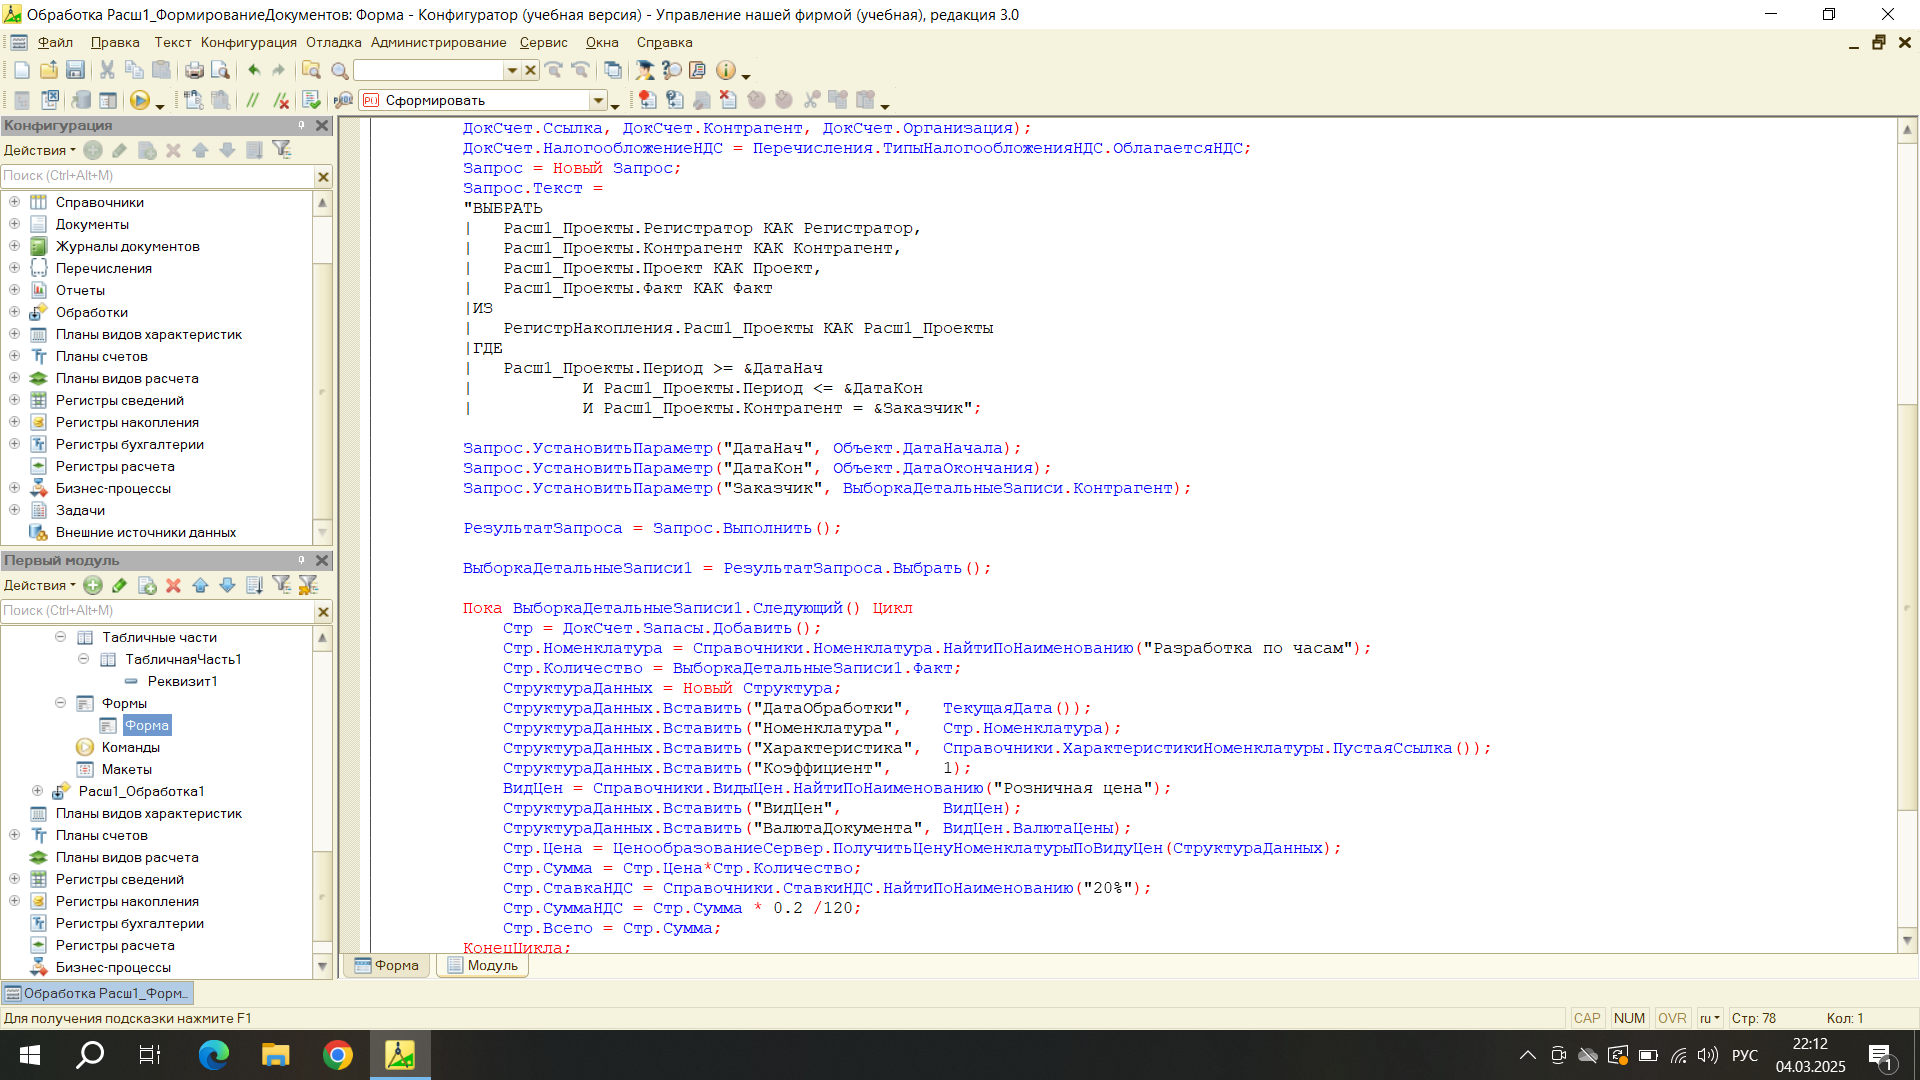 Обработка Расш1_ФормированиеДокументов: Форма - Конфигуратор (учебная версия) - Управление нашей фирмой (учебная), редакция 3.0
Файл Правка Текст Конфигурация Отладка Администрирование Сервис Окна Справка
Сформировать
Конфигурация
Действия
Поиск (Ctrl+Alt+M)
Справочники
Документы
Журналы документов
Перечисления
Отчеты
Обработки
Планы видов характеристик
Планы счетов
Планы видов расчета
Регистры сведений
Регистры накопления
Регистры бухгалтерии
Регистры расчета
Бизнес-процессы
Задачи
Внешние источники данных
Первый модуль
Действия
Поиск (Ctrl+Alt+M)
Табличные части
ТабличнаяЧасть1
Реквизит1
Формы
Форма
Команды
Макеты
Расш1_Обработка1
Планы видов характеристик
Планы счетов
Планы видов расчета
Регистры сведений
Регистры накопления
Регистры бухгалтерии
Регистры расчета
Бизнес-процессы
ДокСчет.Ссылка, ДокСчет.Контрагент, ДокСчет.Организация);
ДокСчет.НалогообложениеНДС = Перечисления.ТипыНалогообложенияНДС.ОблагаетсяНДС;
Запрос = Новый Запрос;
Запрос.Текст =
"ВЫБРАТЬ
|   Расш1_Проекты.Регистратор КАК Регистратор,
|   Расш1_Проекты.Контрагент КАК Контрагент,
|   Расш1_Проекты.Проект КАК Проект,
|   Расш1_Проекты.Факт КАК Факт
|ИЗ
|   РегистрНакопления.Расш1_Проекты КАК Расш1_Проекты
|ГДЕ
|   Расш1_Проекты.Период >= &ДатаНач
|           И Расш1_Проекты.Период <= &ДатаКон
|           И Расш1_Проекты.Контрагент = &Заказчик";
Запрос.УстановитьПараметр("ДатаНач", Объект.ДатаНачала);
Запрос.УстановитьПараметр("ДатаКон", Объект.ДатаОкончания);
Запрос.УстановитьПараметр("Заказчик", ВыборкаДетальныеЗаписи.Контрагент);
РезультатЗапроса = Запрос.Выполнить();
ВыборкаДетальныеЗаписи1 = РезультатЗапроса.Выбрать();
Пока ВыборкаДетальныеЗаписи1.Следующий() Цикл
Стр = ДокСчет.Запасы.Добавить();
Стр.Номенклатура = Справочники.Номенклатура.НайтиПоНаименованию("Разработка по часам");
Стр.Количество = ВыборкаДетальныеЗаписи1.Факт;
СтруктураДанных = Новый Структура;
СтруктураДанных.Вставить("ДатаОбработки",   ТекущаяДата());
СтруктураДанных.Вставить("Номенклатура",    Стр.Номенклатура);
СтруктураДанных.Вставить("Характеристика",  Справочники.ХарактеристикиНоменклатуры.ПустаяСсылка());
СтруктураДанных.Вставить("Коэффициент",     1);
ВидЦен = Справочники.ВидыЦен.НайтиПоНаименованию("Розничная цена");
СтруктураДанных.Вставить("ВидЦен",          ВидЦен);
СтруктураДанных.Вставить("ВалютаДокумента", ВидЦен.ВалютаЦены);
Стр.Цена = ЦенообразованиеСервер.ПолучитьЦенуНоменклатурыПоВидуЦен(СтруктураДанных);
Стр.Сумма = Стр.Цена*Стр.Количество;
Стр.СтавкаНДС = Справочники.СтавкиНДС.НайтиПоНаименованию("20%");
Стр.СуммаНДС = Стр.Сумма * 0.2 /120;
Стр.Всего = Стр.Сумма;
КонецЦикла;
Форма Модуль
Обработка Расш1_Форм...
Для получения подсказки нажмите F1
CAP NUM OVR ru Стр: 78 Кол: 1
РУС
22:12
04.03.2025
1